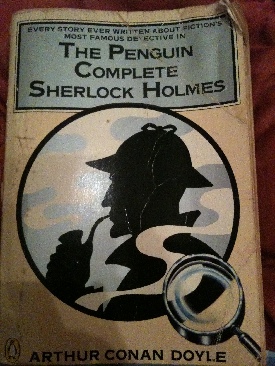 EVERY STORY EVER WRITTEN ABOUT FICTION'S
MOST FAMOUS DETECTIVE IN
THE PENGUIN
COMPLETE
SHERLOCK HOLMES
ARTHUR CONAN DOYLE